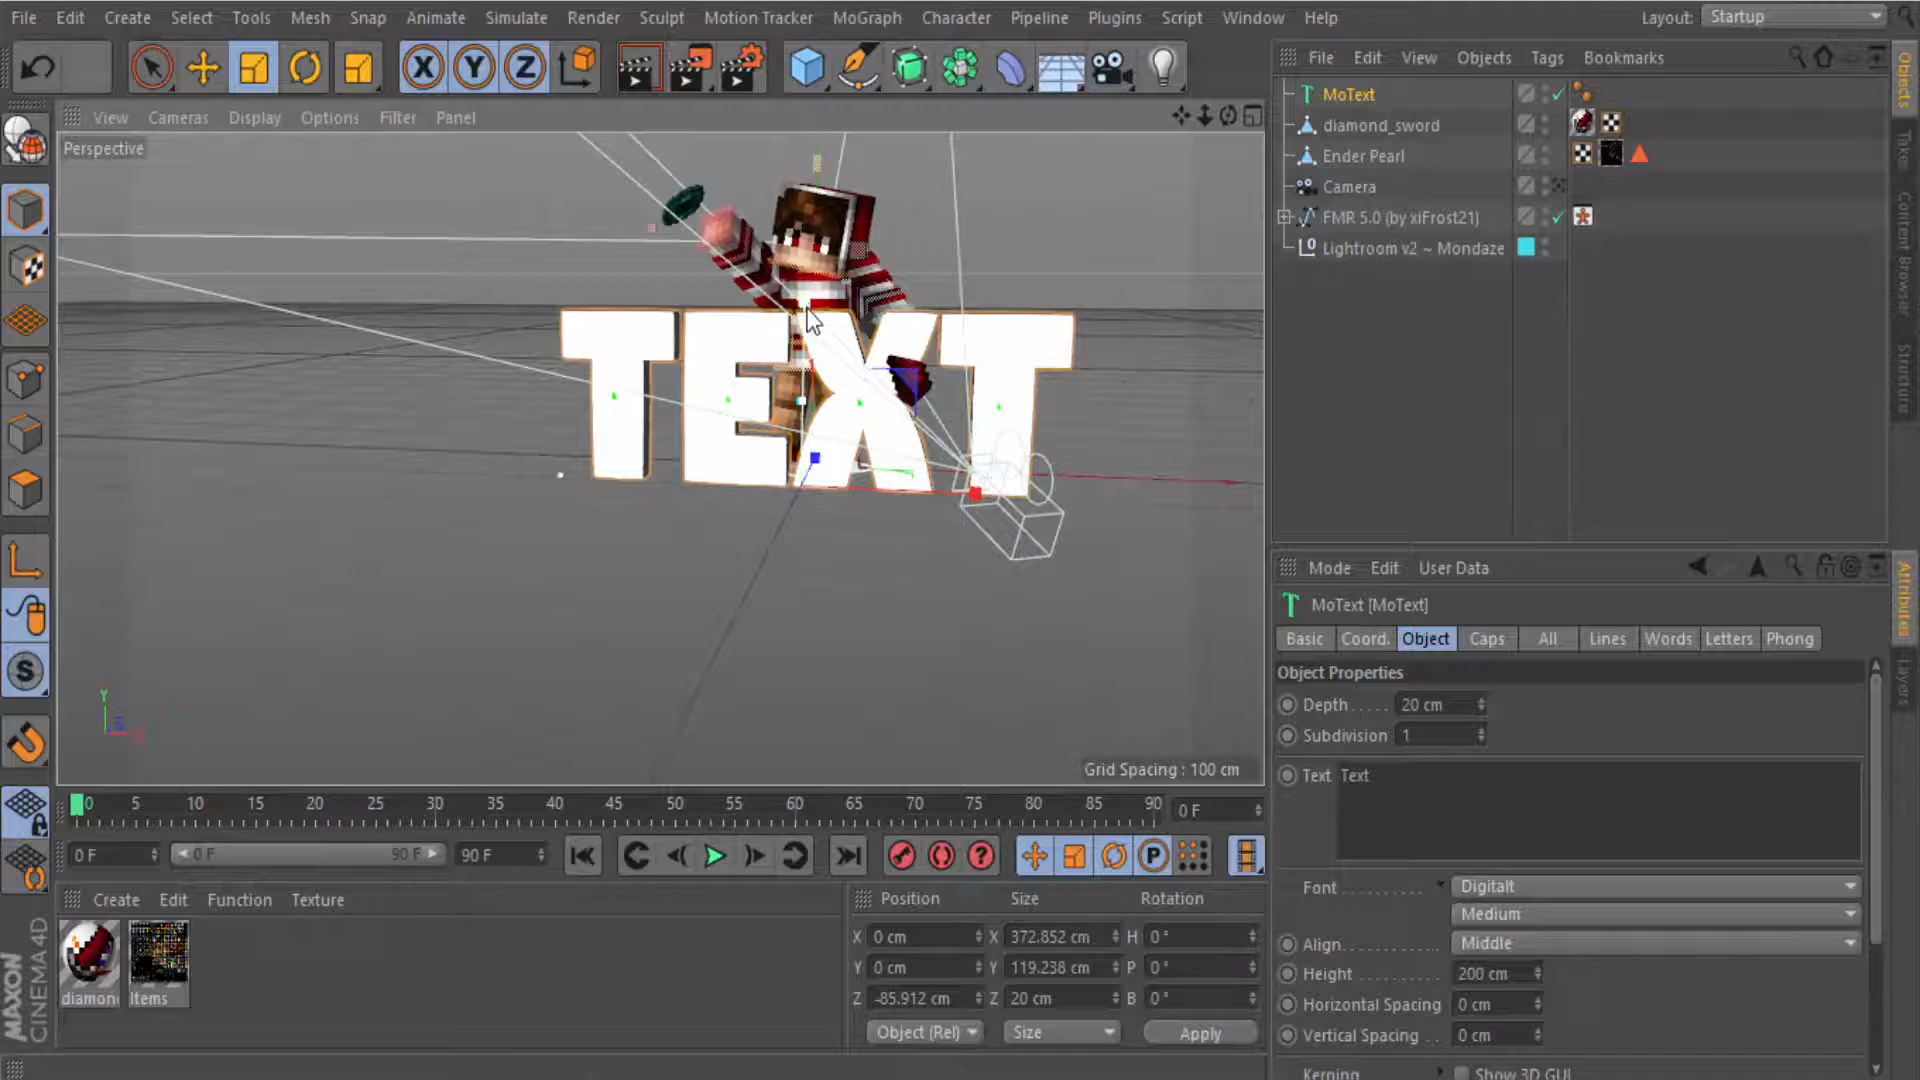 File Edit Create Select Tools Mesh Snap Animate Simulate Render Sculpt Motion Tracker MoGraph Character Pipeline Plugins Script Window Help Layout: Startup
File Edit View Objects Tags Bookmarks
X Y Z
View Cameras Display Options Filter Panel
Perspective
MoText
diamond_sword
Ender Pearl
Camera
FMR 5.0 (by xiFrost21)
Lightroom v2 ~ Mondaze
TEXT
Grid Spacing : 100 cm
Objects
Take
Content Browser
Structure
Attributes
Layers
Mode Edit User Data
MoText [MoText]
Basic Coord. Object Caps All Lines Words Letters Phong
Object Properties
Depth 20 cm
Subdivision 1
Text Text
Font Digitalt
Medium
Align Middle
Height 200 cm
Horizontal Spacing 0 cm
Vertical Spacing 0 cm
Kerning Show 3D GUI
0 5 10 15 20 25 30 35 40 45 50 55 60 65 70 75 80 85 90 0 F
0 F 0 F 90 F 90 F
Create Edit Function Texture
diamon Items
Position Size Rotation
X 0 cm X 372.852 cm H 0 °
Y 0 cm Y 119.238 cm P 0 °
Z -85.912 cm Z 20 cm B 0 °
Object (Rel) Size Apply
MAXON
CINEMA 4D